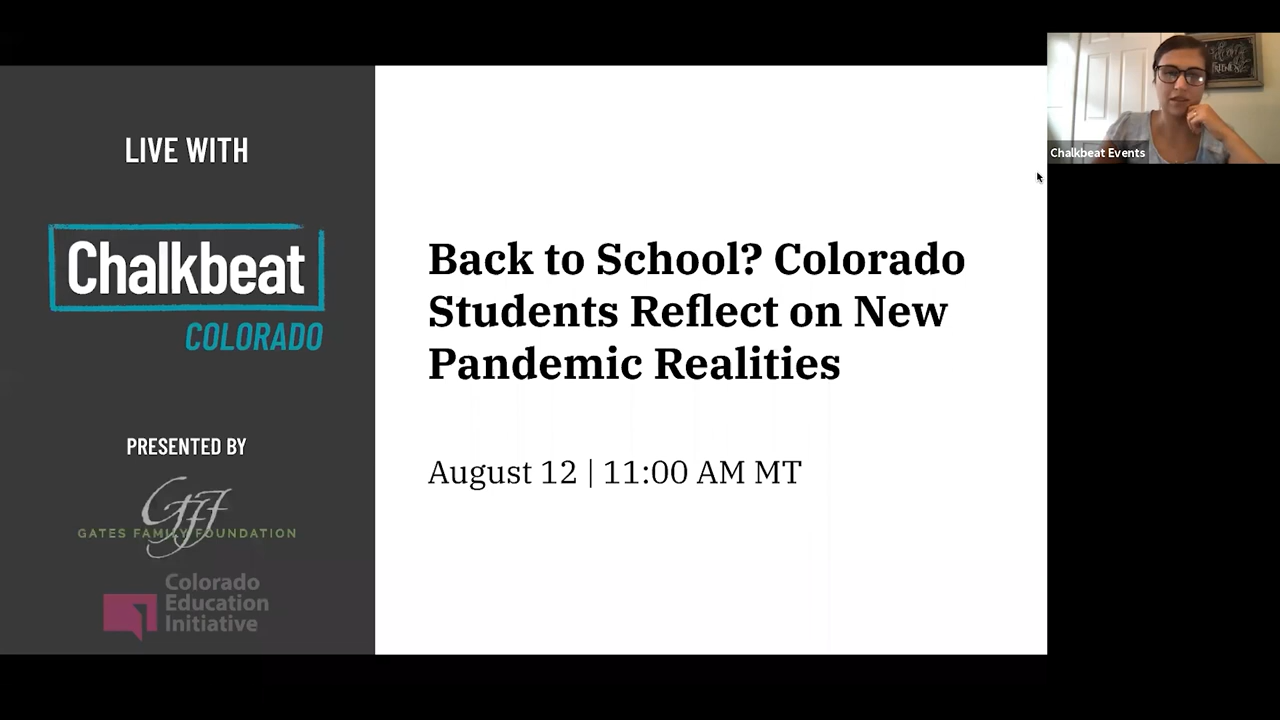 LIVE WITH
Chalkbeat
COLORADO
PRESENTED BY
GFF
GATES FAMILY FOUNDATION
Colorado
Education
Initiative
Back to School? Colorado
Students Reflect on New
Pandemic Realities
August 12 | 11:00 AM MT
Chalkbeat Events